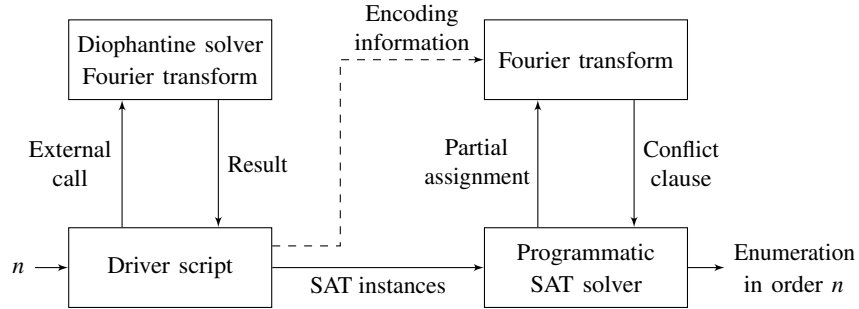 Encoding
information
Diophantine solver
Fourier transform
Fourier transform
External
call
Result
Partial
assignment
Conflict
clause
n
Driver script
SAT instances
Programmatic
SAT solver
Enumeration
in order n